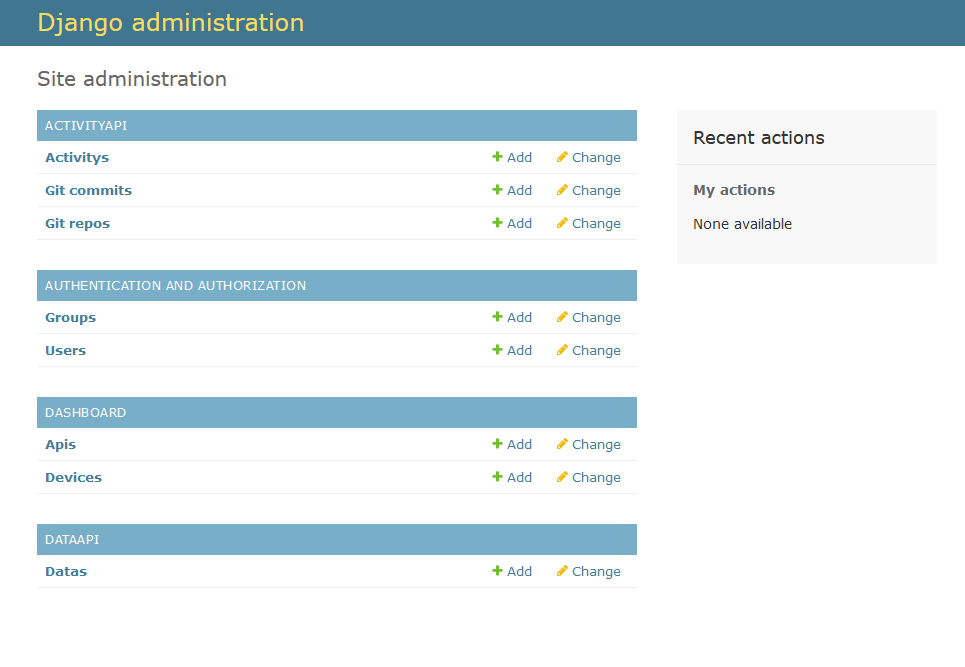 Django administration
Site administration
ACTIVITYAPI
Activitys Add Change
Git commits Add Change
Git repos Add Change
AUTHENTICATION AND AUTHORIZATION
Groups Add Change
Users Add Change
DASHBOARD
Apis Add Change
Devices Add Change
DATAAPI
Datas Add Change
Recent actions
My actions
None available